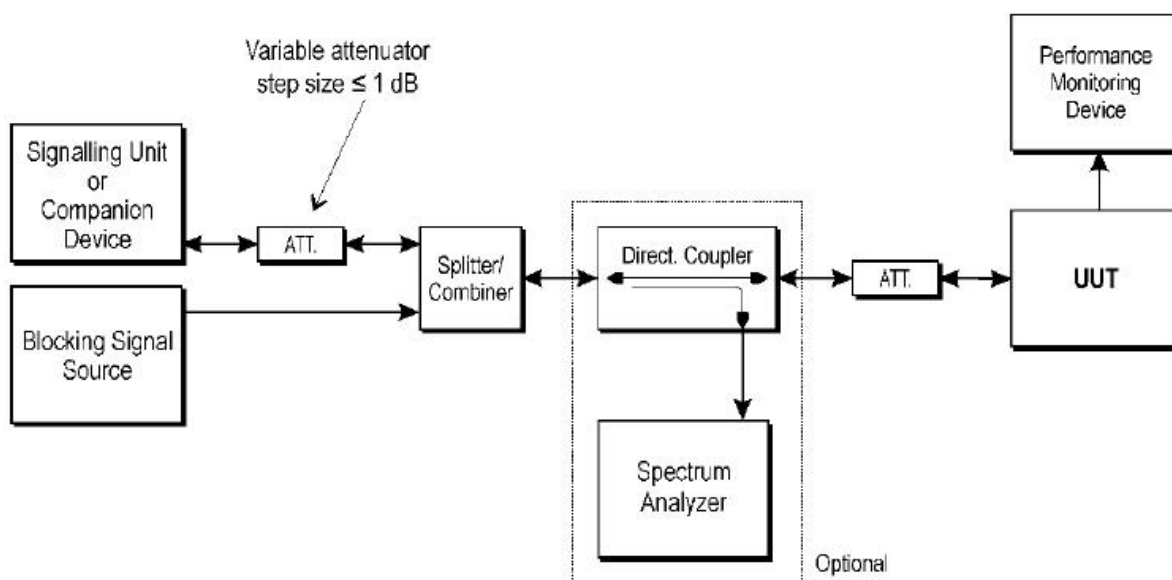 Variable attenuator
step size ≤ 1 dB
Performance
Monitoring
Device
Signalling Unit
or
Companion
Device
ATT.
Splitter/
Combiner
Direct. Coupler
ATT.
UUT
Blocking Signal
Source
Spectrum
Analyzer
Optional